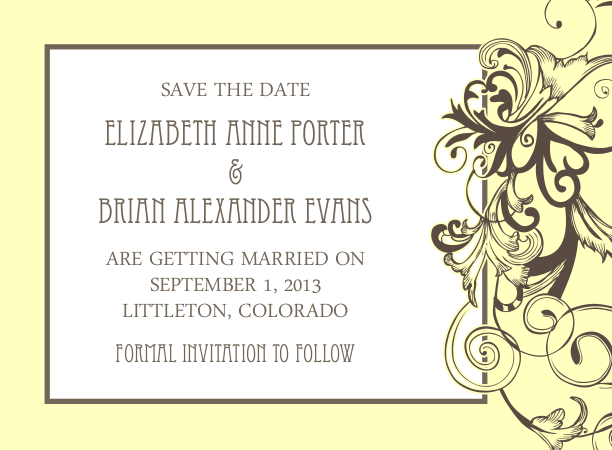 SAVE THE DATE
ELIZABETH ANNE PORTER
&
BRIAN ALEXANDER EVANS
ARE GETTING MARRIED ON
SEPTEMBER 1, 2013
LITTLETON, COLORADO
FORMAL INVITATION TO FOLLOW